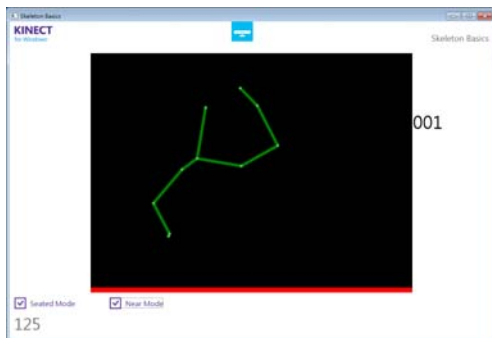 Skeleton Basics
KINECT
for Windows
Skeleton Basics
001
Seated Mode
Near Mode
125